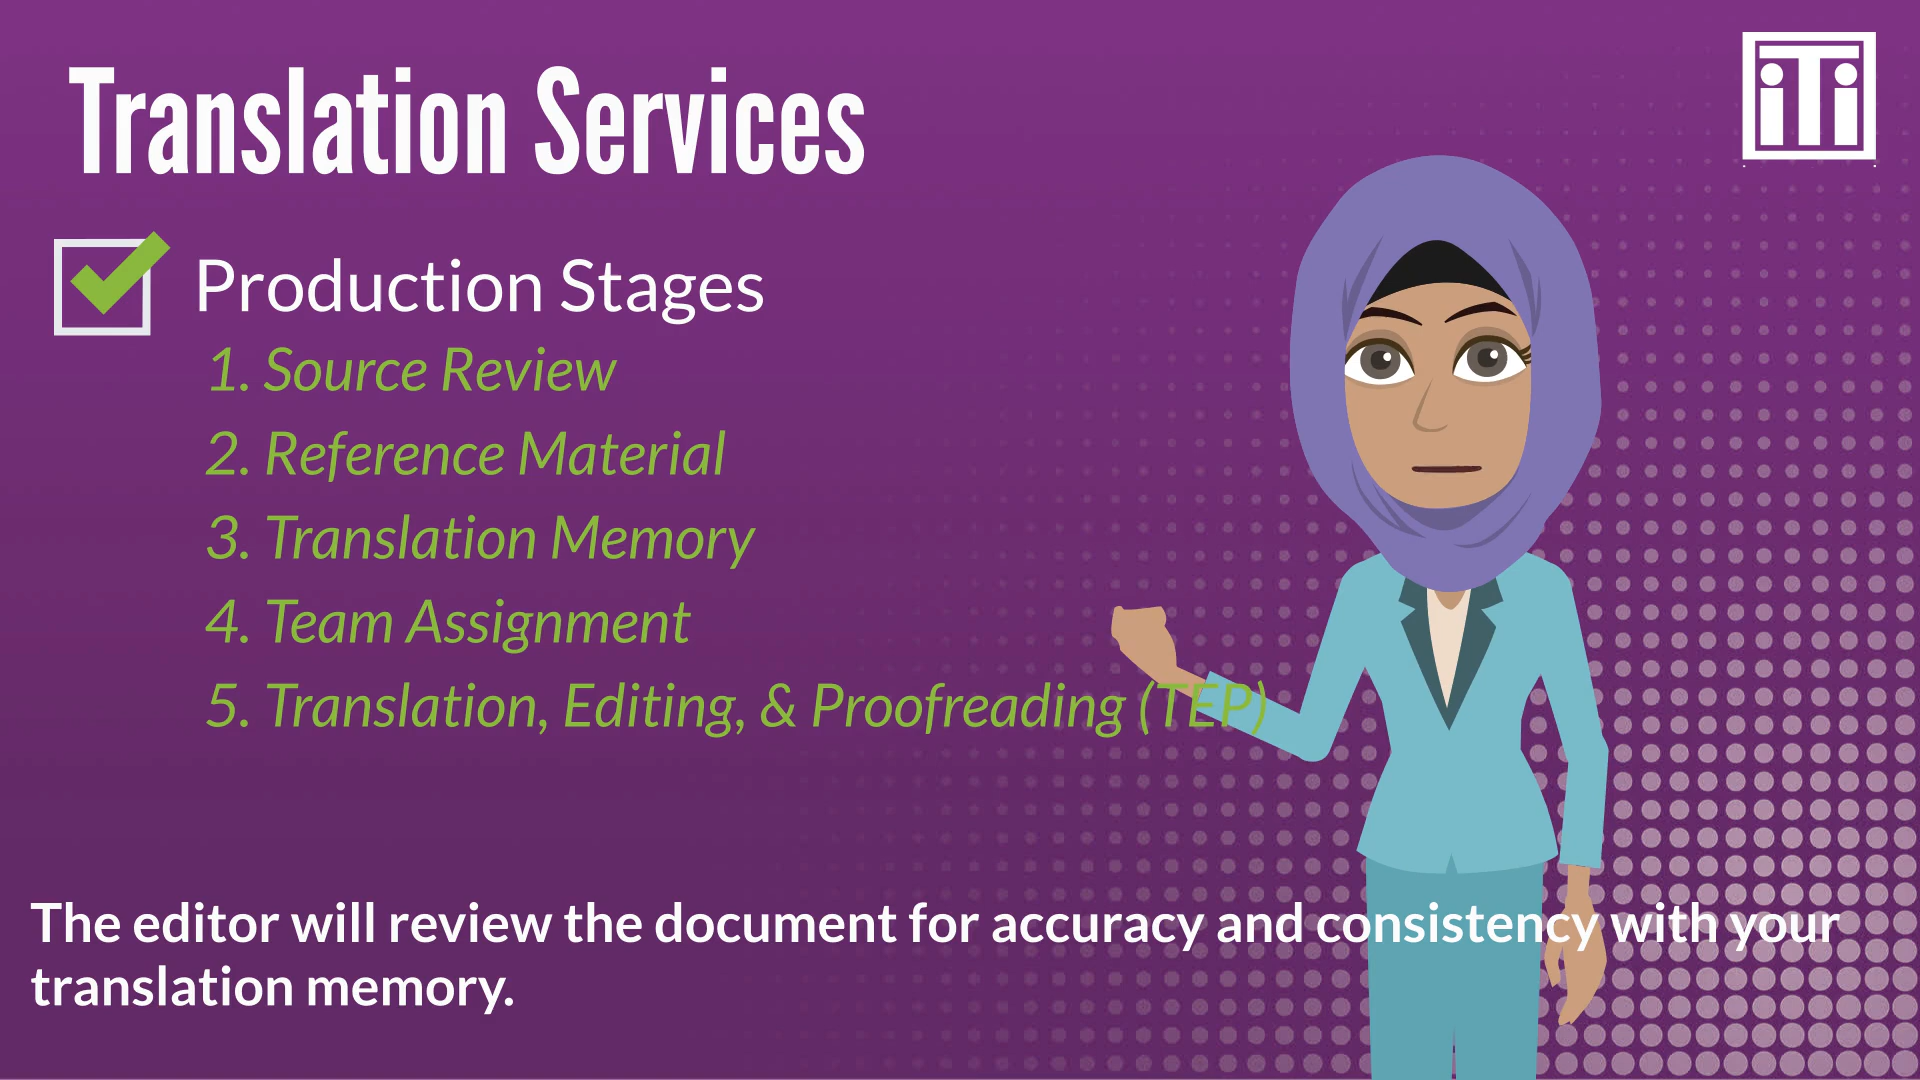 Translation Services
iTi
Production Stages
1. Source Review
2. Reference Material
3. Translation Memory
4. Team Assignment
5. Translation, Editing, & Proofreading (TEP)
The editor will review the document for accuracy and consistency with your
translation memory.